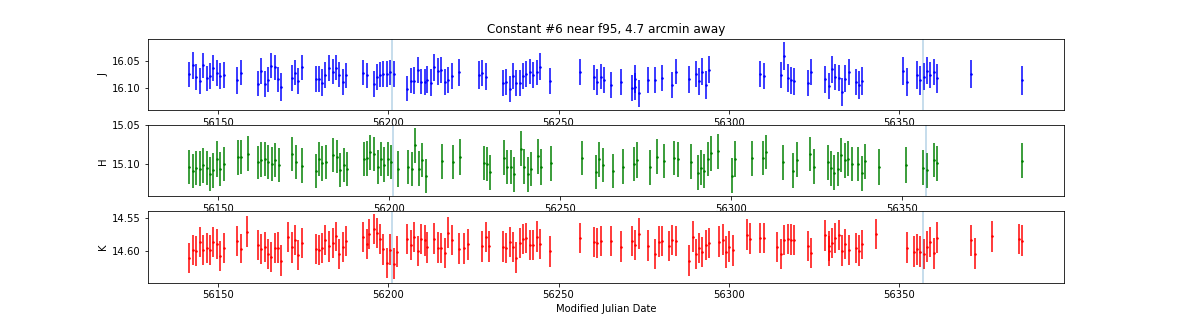 Constant #6 near f95, 4.7 arcmin away
16.05
16.10
J
56150 56200 56250 56300 56350
15.05
15.10
H
56150 56200 56250 56300 56350
14.55
14.60
K
56150 56200 56250 56300 56350
Modified Julian Date